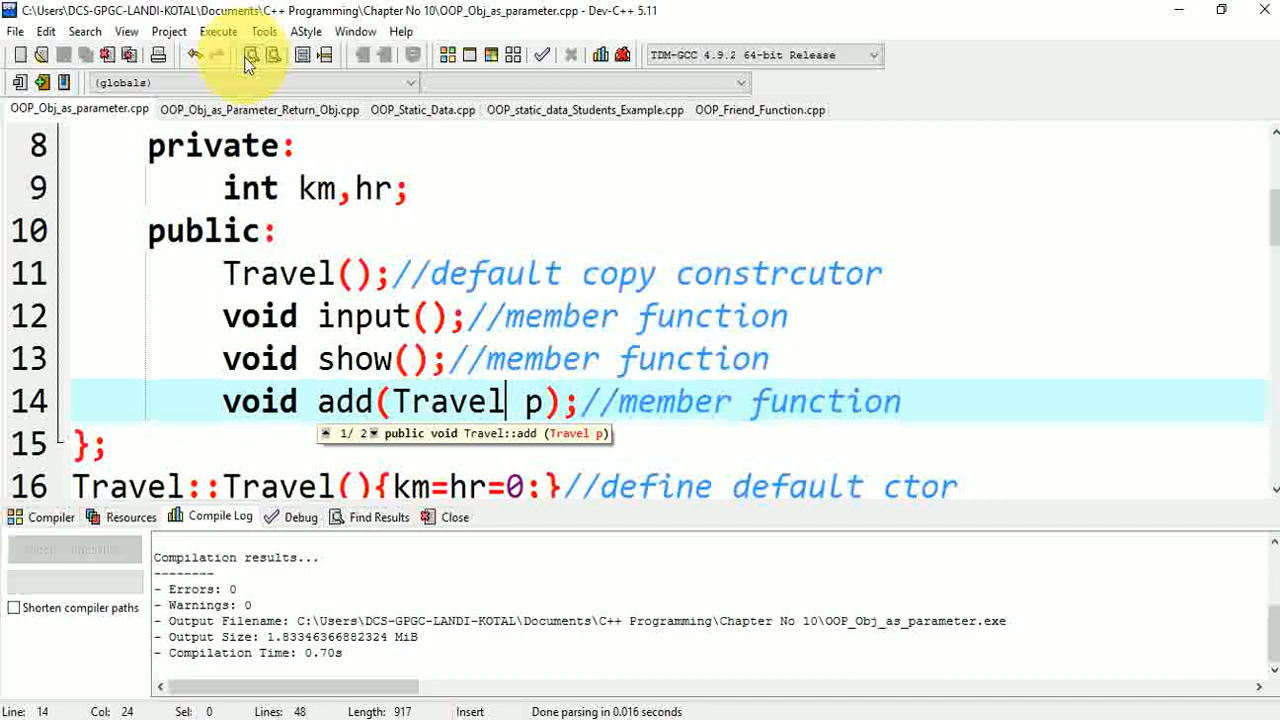 C:\Users\DCS-GPGC-LANDI-KOTAL\Documents\C++ Programming\Chapter No 10\OOP_Obj_as_parameter.cpp - Dev-C++ 5.11
File Edit Search View Project Execute Tools AStyle Window Help
TDM-GCC 4.9.2 64-bit Release
(globals)
OOP_Obj_as_parameter.cpp OOP_Obj_as_Parameter_Return_Obj.cpp OOP_Static_Data.cpp OOP_static_data_Students_Example.cpp OOP_Friend_Function.cpp
8 private:
9 int km,hr;
10 public:
11 Travel();//default copy constrcutor
12 void input();//member function
13 void show();//member function
14 void add(Travel p);//member function
1/ 2 public void Travel::add (Travel p)
15 };
16 Travel::Travel(){km=hr=0;}//define default ctor
Compiler Resources Compile Log Debug Find Results Close
Compilation results...
--------
- Errors: 0
- Warnings: 0
- Output Filename: C:\Users\DCS-GPGC-LANDI-KOTAL\Documents\C++ Programming\Chapter No 10\OOP_Obj_as_parameter.exe
- Output Size: 1.83346366882324 MiB
- Compilation Time: 0.70s
Shorten compiler paths
Line: 14 Col: 24 Sel: 0 Lines: 48 Length: 917 Insert Done parsing in 0.016 seconds